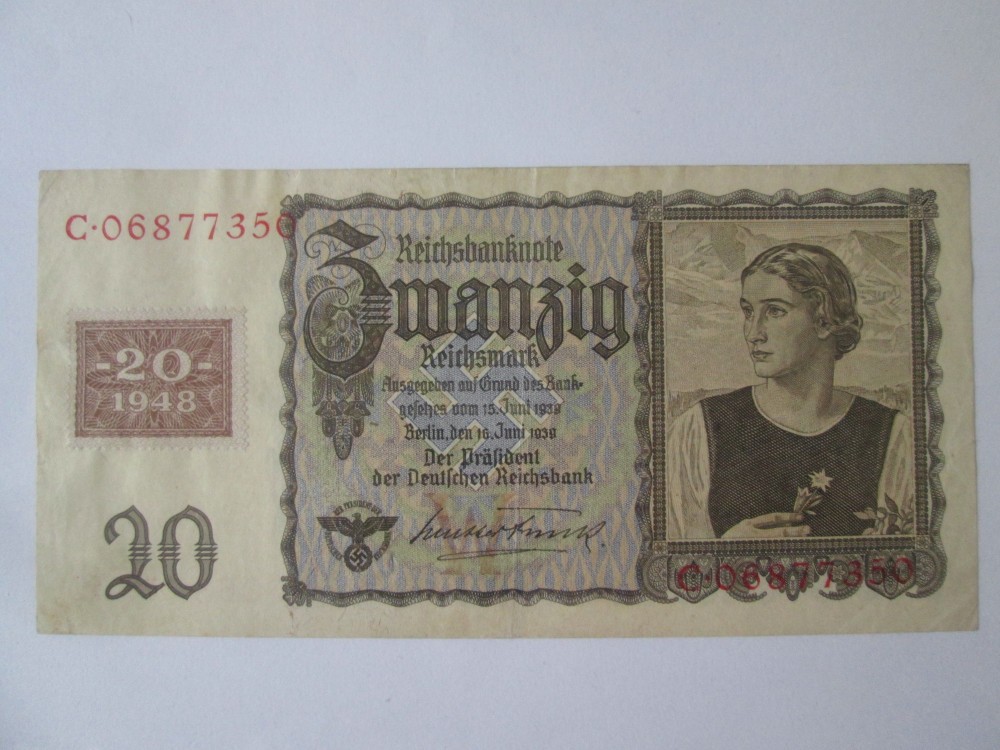 C·06877350
Reichsbanknote
Zwanzig
Reichsmark
Ausgegeben auf Grund des Bank-
gesetzes vom 15. Juni 1939
Berlin, den 16. Juni 1939
Der Präsident
der Deutschen Reichsbank
-20-
1948
20
C·06877350